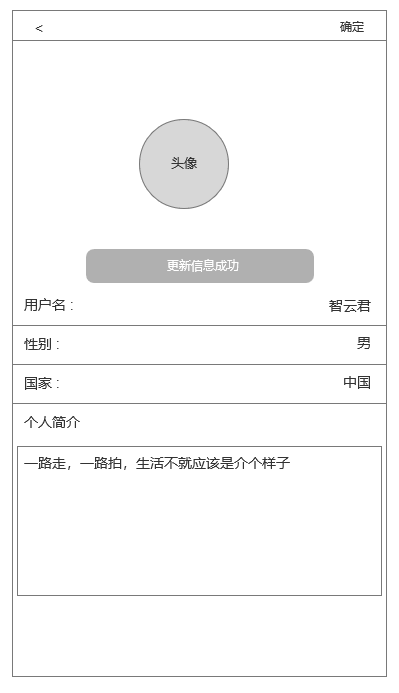 <
确定
头像
更新信息成功
用户名：
智云君
性别：
男
国家：
中国
个人简介
一路走，一路拍，生活不就应该是介个样子